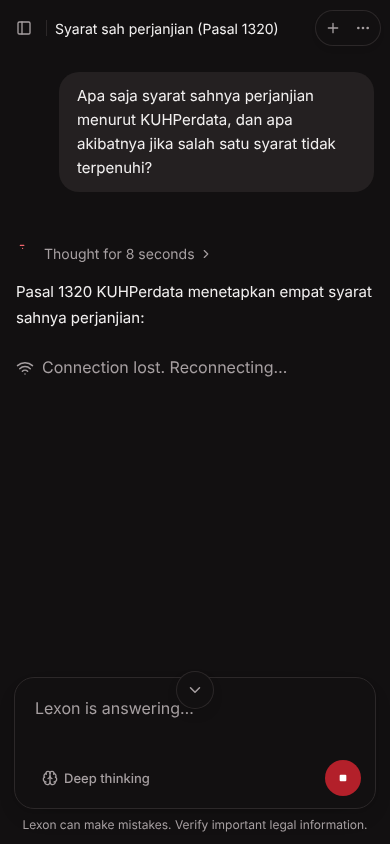 Syarat sah perjanjian (Pasal 1320)
Apa saja syarat sahnya perjanjian
menurut KUHPerdata, dan apa
akibatnya jika salah satu syarat tidak
terpenuhi?
Thought for 8 seconds
Pasal 1320 KUHPerdata menetapkan empat syarat
sahnya perjanjian:
Connection lost. Reconnecting...
Lexon is answering...
Deep thinking
Lexon can make mistakes. Verify important legal information.